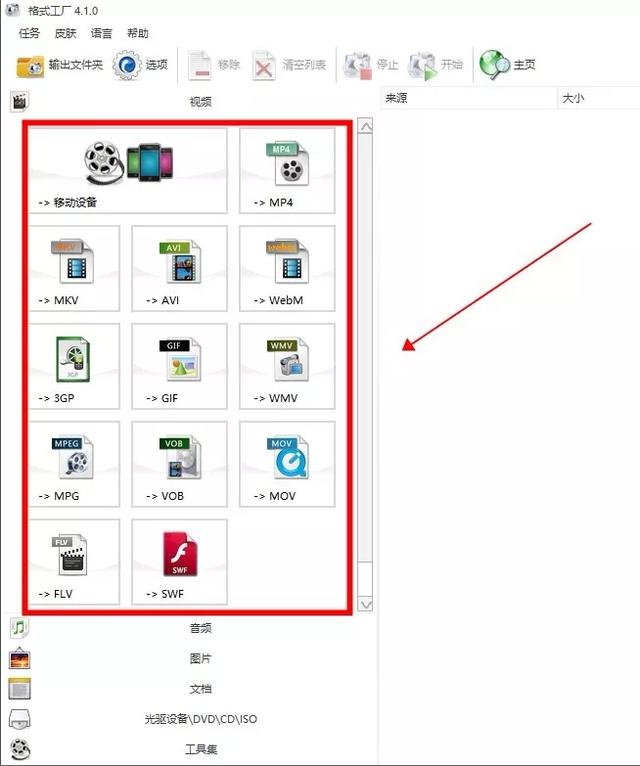 格式工厂 4.1.0
任务 皮肤 语言 帮助
输出文件夹 选项 移除 清空列表 停止 开始 主页
视频 来源 大小
MP4
-> 移动设备 -> MP4
MKV AVI webm
-> MKV -> AVI -> WebM
3GP GIF WMV
-> 3GP -> GIF -> WMV
MPEG VOB MOV
-> MPG -> VOB -> MOV
FLV SWF
-> FLV -> SWF
音频
图片
文档
光驱设备\DVD\CD\ISO
工具集